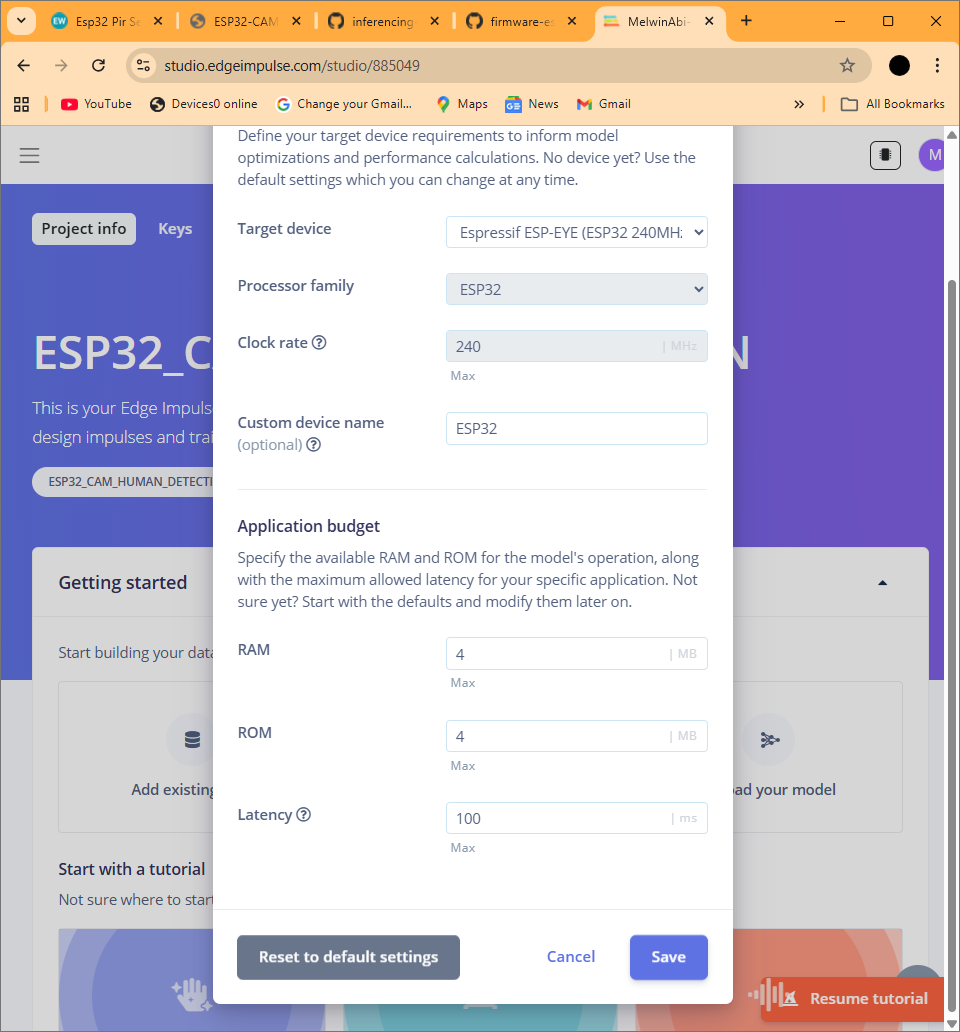 Esp32 Pir Se
ESP32-CAM
inferencing
firmware-es
MelwinAbi-
studio.edgeimpulse.com/studio/885049
YouTube
Devices0 online
Change your Gmail...
Maps
News
Gmail
All Bookmarks
Define your target device requirements to inform model
optimizations and performance calculations. No device yet? Use the
default settings which you can change at any time.
M
Project info
Keys
Target device
Espressif ESP-EYE (ESP32 240MHz
Processor family
ESP32
Clock rate
240
| MHz
Max
ESP32_CA
N
This is your Edge Impuls
design impulses and trai
Custom device name
(optional)
ESP32
ESP32_CAM_HUMAN_DETECTI
Application budget
Specify the available RAM and ROM for the model's operation, along
with the maximum allowed latency for your specific application. Not
sure yet? Start with the defaults and modify them later on.
Getting started
Start building your data
RAM
4
| MB
Max
ROM
4
| MB
Max
Add existing
ad your model
Latency
100
| ms
Max
Start with a tutorial
Not sure where to start
Reset to default settings
Cancel
Save
Resume tutorial